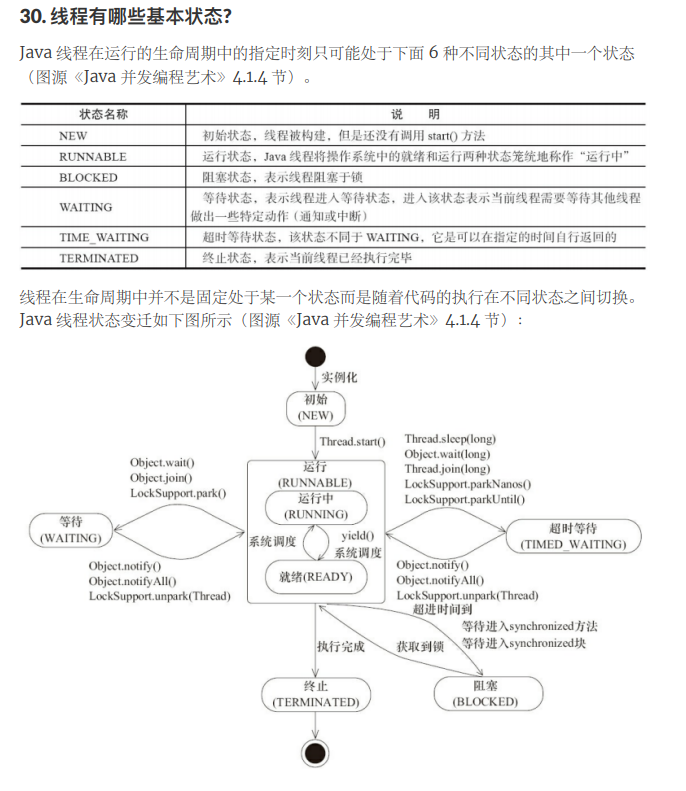 30. 线程有哪些基本状态?
Java 线程在运行的生命周期中的指定时刻只可能处于下面 6 种不同状态的其中一个状态
（图源《Java 并发编程艺术》4.1.4 节）。
状态名称 说 明
NEW 初始状态，线程被构建，但是还没有调用 start() 方法
RUNNABLE 运行状态，Java 线程将操作系统中的就绪和运行两种状态笼统地称作“运行中”
BLOCKED 阻塞状态，表示线程阻塞于锁
WAITING 等待状态，表示线程进入等待状态，进入该状态表示当前线程需要等待其他线程
做出一些特定动作（通知或中断）
TIME_WAITING 超时等待状态，该状态不同于 WAITING，它是可以在指定的时间自行返回的
TERMINATED 终止状态，表示当前线程已经执行完毕
线程在生命周期中并不是固定处于某一个状态而是随着代码的执行在不同状态之间切换。
Java 线程状态变迁如下图所示（图源《Java 并发编程艺术》4.1.4 节）：
实例化
初始
(NEW)
Thread.start()
Object.wait()
Object.join()
LockSupport.park()
等待
(WAITING)
Object.notify()
Object.notifyAll()
LockSupport.unpark(Thread)
运行
(RUNNABLE)
运行中
(RUNNING)
系统调度
yield()
系统调度
就绪(READY)
Thread.sleep(long)
Object.wait(long)
Thread.join(long)
LockSupport.parkNanos()
LockSupport.parkUntil()
超时等待
(TIMED_WAITING)
Object.notify()
Object.notifyAll()
LockSupport.unpark(Thread)
超进时间到
等待进入synchronized方法
等待进入synchronized块
获取到锁
执行完成
终止
(TERMINATED)
阻塞
(BLOCKED)